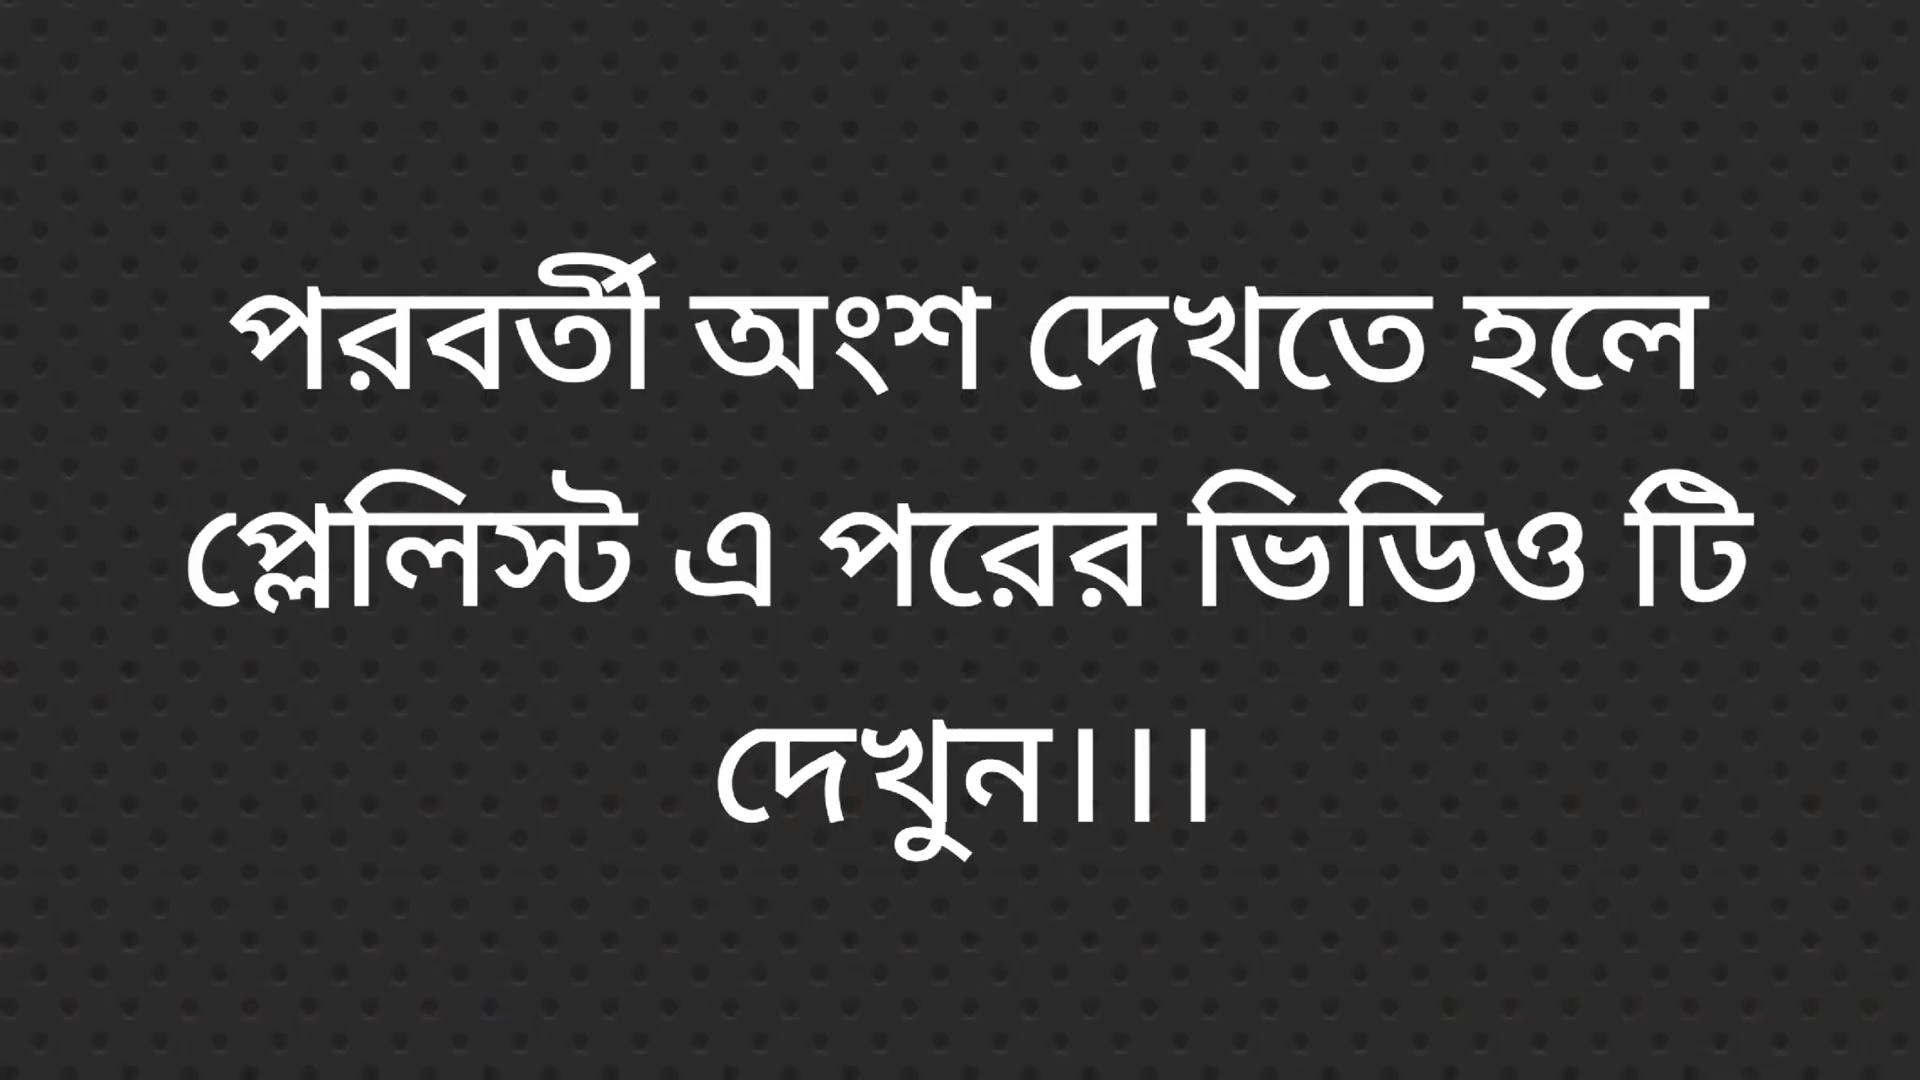 পরবর্তী অংশ দেখতে হলে
প্লেলিস্ট এ পরের ভিডিও টি
দেখুন।।।